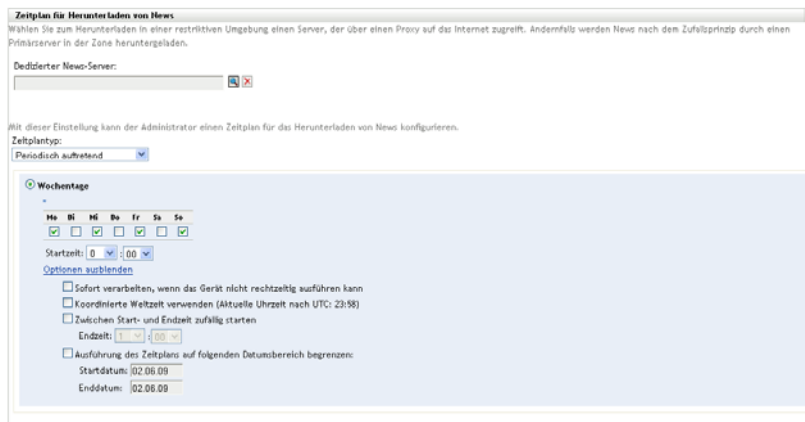 Zeitplan für Herunterladen von News
Wählen Sie zum Herunterladen in einer restriktiven Umgebung einen Server, der über einen Proxy auf das Internet zugreift. Andernfalls werden News nach dem Zufallsprinzip durch einen
Primärserver in der Zone heruntergeladen.
Dedizierter News-Server:
Mit dieser Einstellung kann der Administrator einen Zeitplan für das Herunterladen von News konfigurieren.
Zeitplantyp:
Periodisch auftretend
Wochentage
*
Mo Di Mi Do Fr Sa So
Startzeit: 0 : 00
Optionen ausblenden
Sofort verarbeiten, wenn das Gerät nicht rechtzeitig ausführen kann
Koordinierte Weltzeit verwenden (Aktuelle Uhrzeit nach UTC: 23:58)
Zwischen Start- und Endzeit zufällig starten
Endzeit: 1 : 00
Ausführung des Zeitplans auf folgenden Datumsbereich begrenzen:
Startdatum: 02.06.09
Enddatum: 02.06.09